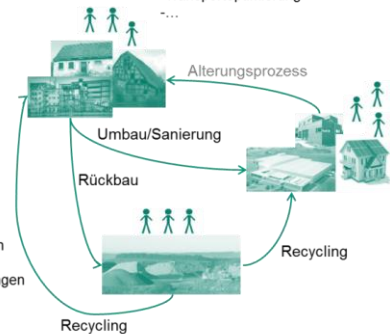 -...
Alterungsprozess
Umbau/Sanierung
Rückbau
Recycling
Recycling